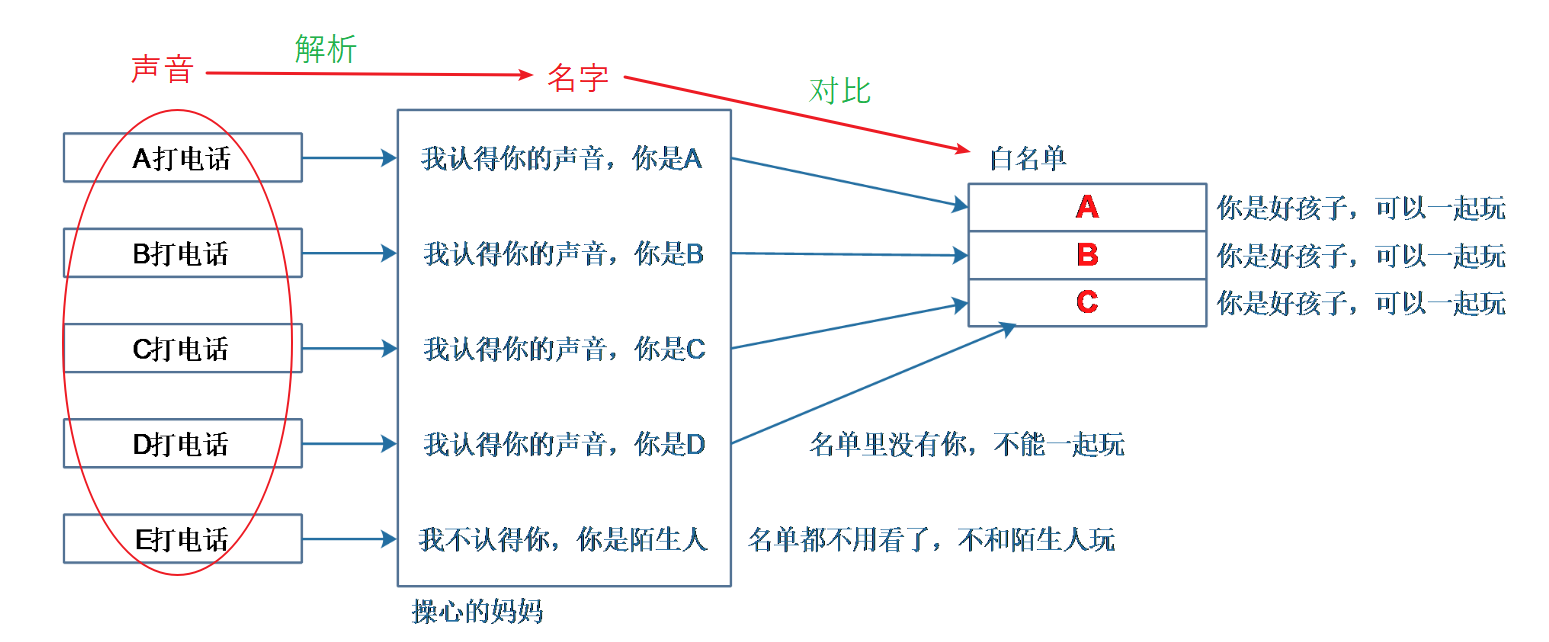 解析
声音
名字
对比
白名单
A打电话
我认得你的声音，你是A
A
你是好孩子，可以一起玩
B打电话
我认得你的声音，你是B
B
你是好孩子，可以一起玩
C
你是好孩子，可以一起玩
C打电话
我认得你的声音，你是C
D打电话
我认得你的声音，你是D
名单里没有你，不能一起玩
E打电话
我不认得你，你是陌生人
名单都不用看了，不和陌生人玩
操心的妈妈